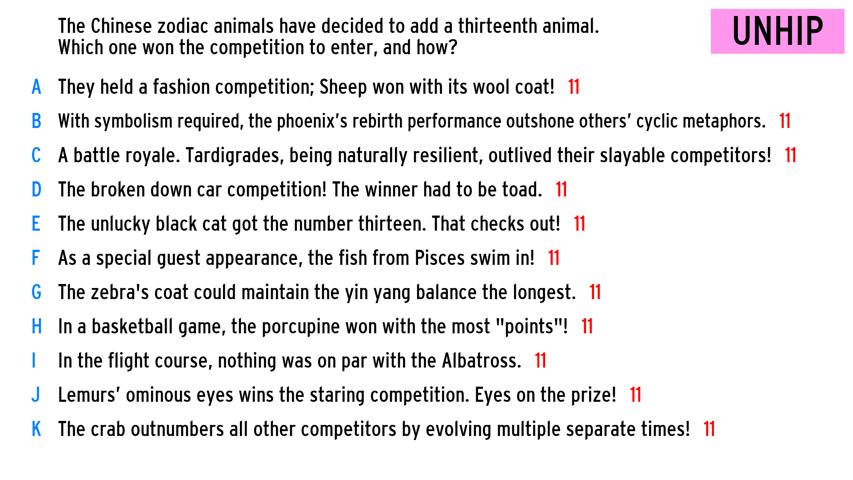 The Chinese zodiac animals have decided to add a thirteenth animal.
Which one won the competition to enter, and how?
UNHIP
A They held a fashion competition; Sheep won with its wool coat! 11
B With symbolism required, the phoenix's rebirth performance outshone others' cyclic metaphors. 11
C A battle royale. Tardigrades, being naturally resilient, outlived their slayable competitors! 11
D The broken down car competition! The winner had to be toad. 11
E The unlucky black cat got the number thirteen. That checks out! 11
F As a special guest appearance, the fish from Pisces swim in! 11
G The zebra's coat could maintain the yin yang balance the longest. 11
H In a basketball game, the porcupine won with the most "points"! 11
I In the flight course, nothing was on par with the Albatross. 11
J Lemurs’ ominous eyes wins the staring competition. Eyes on the prize! 11
K The crab outnumbers all other competitors by evolving multiple separate times! 11